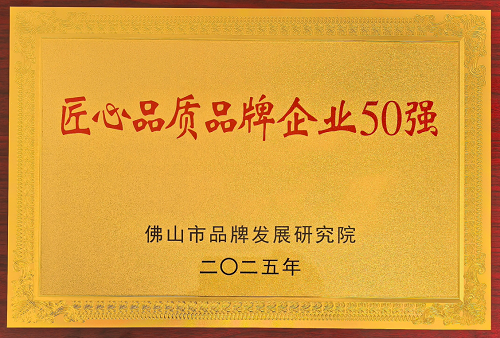 匠心品质品牌企业50强
佛山市品牌发展研究院
二〇二五年